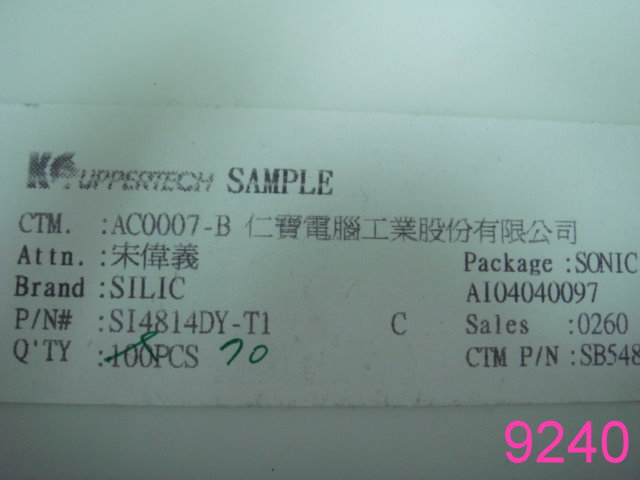 UPPERTECH SAMPLE
CTM. :AC0007-B 仁寶電腦工業股份有限公司
Attn. :宋偉義 Package :SONIC
Brand :SILIC AI04040097
P/N# :SI4814DY-T1 C Sales :0260
Q'TY :100PCS 70 CTM P/N :SB548
9240